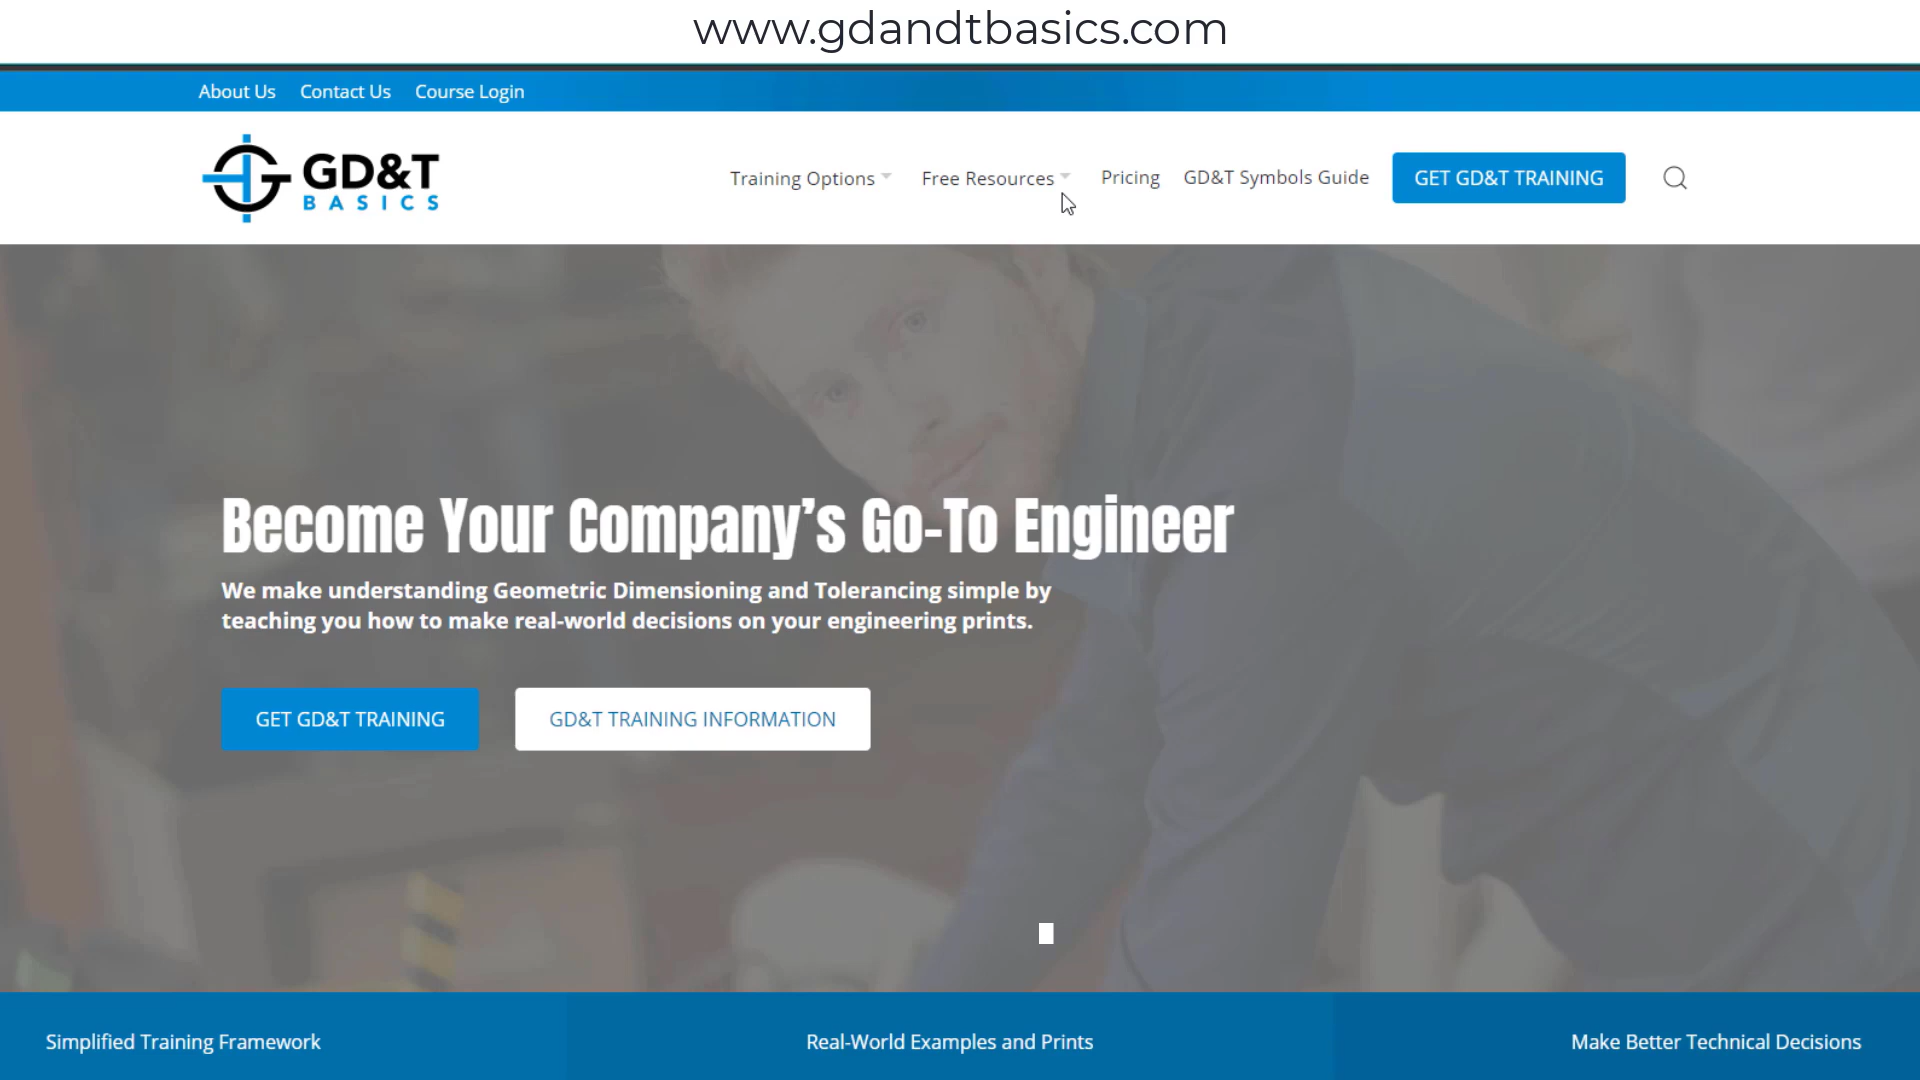 www.gdandtbasics.com
About Us Contact Us Course Login
GD&T
BASICS
Training Options Free Resources Pricing GD&T Symbols Guide GET GD&T TRAINING
Become Your Company’s Go-To Engineer
We make understanding Geometric Dimensioning and Tolerancing simple by
teaching you how to make real-world decisions on your engineering prints.
GET GD&T TRAINING GD&T TRAINING INFORMATION
Simplified Training Framework Real-World Examples and Prints Make Better Technical Decisions